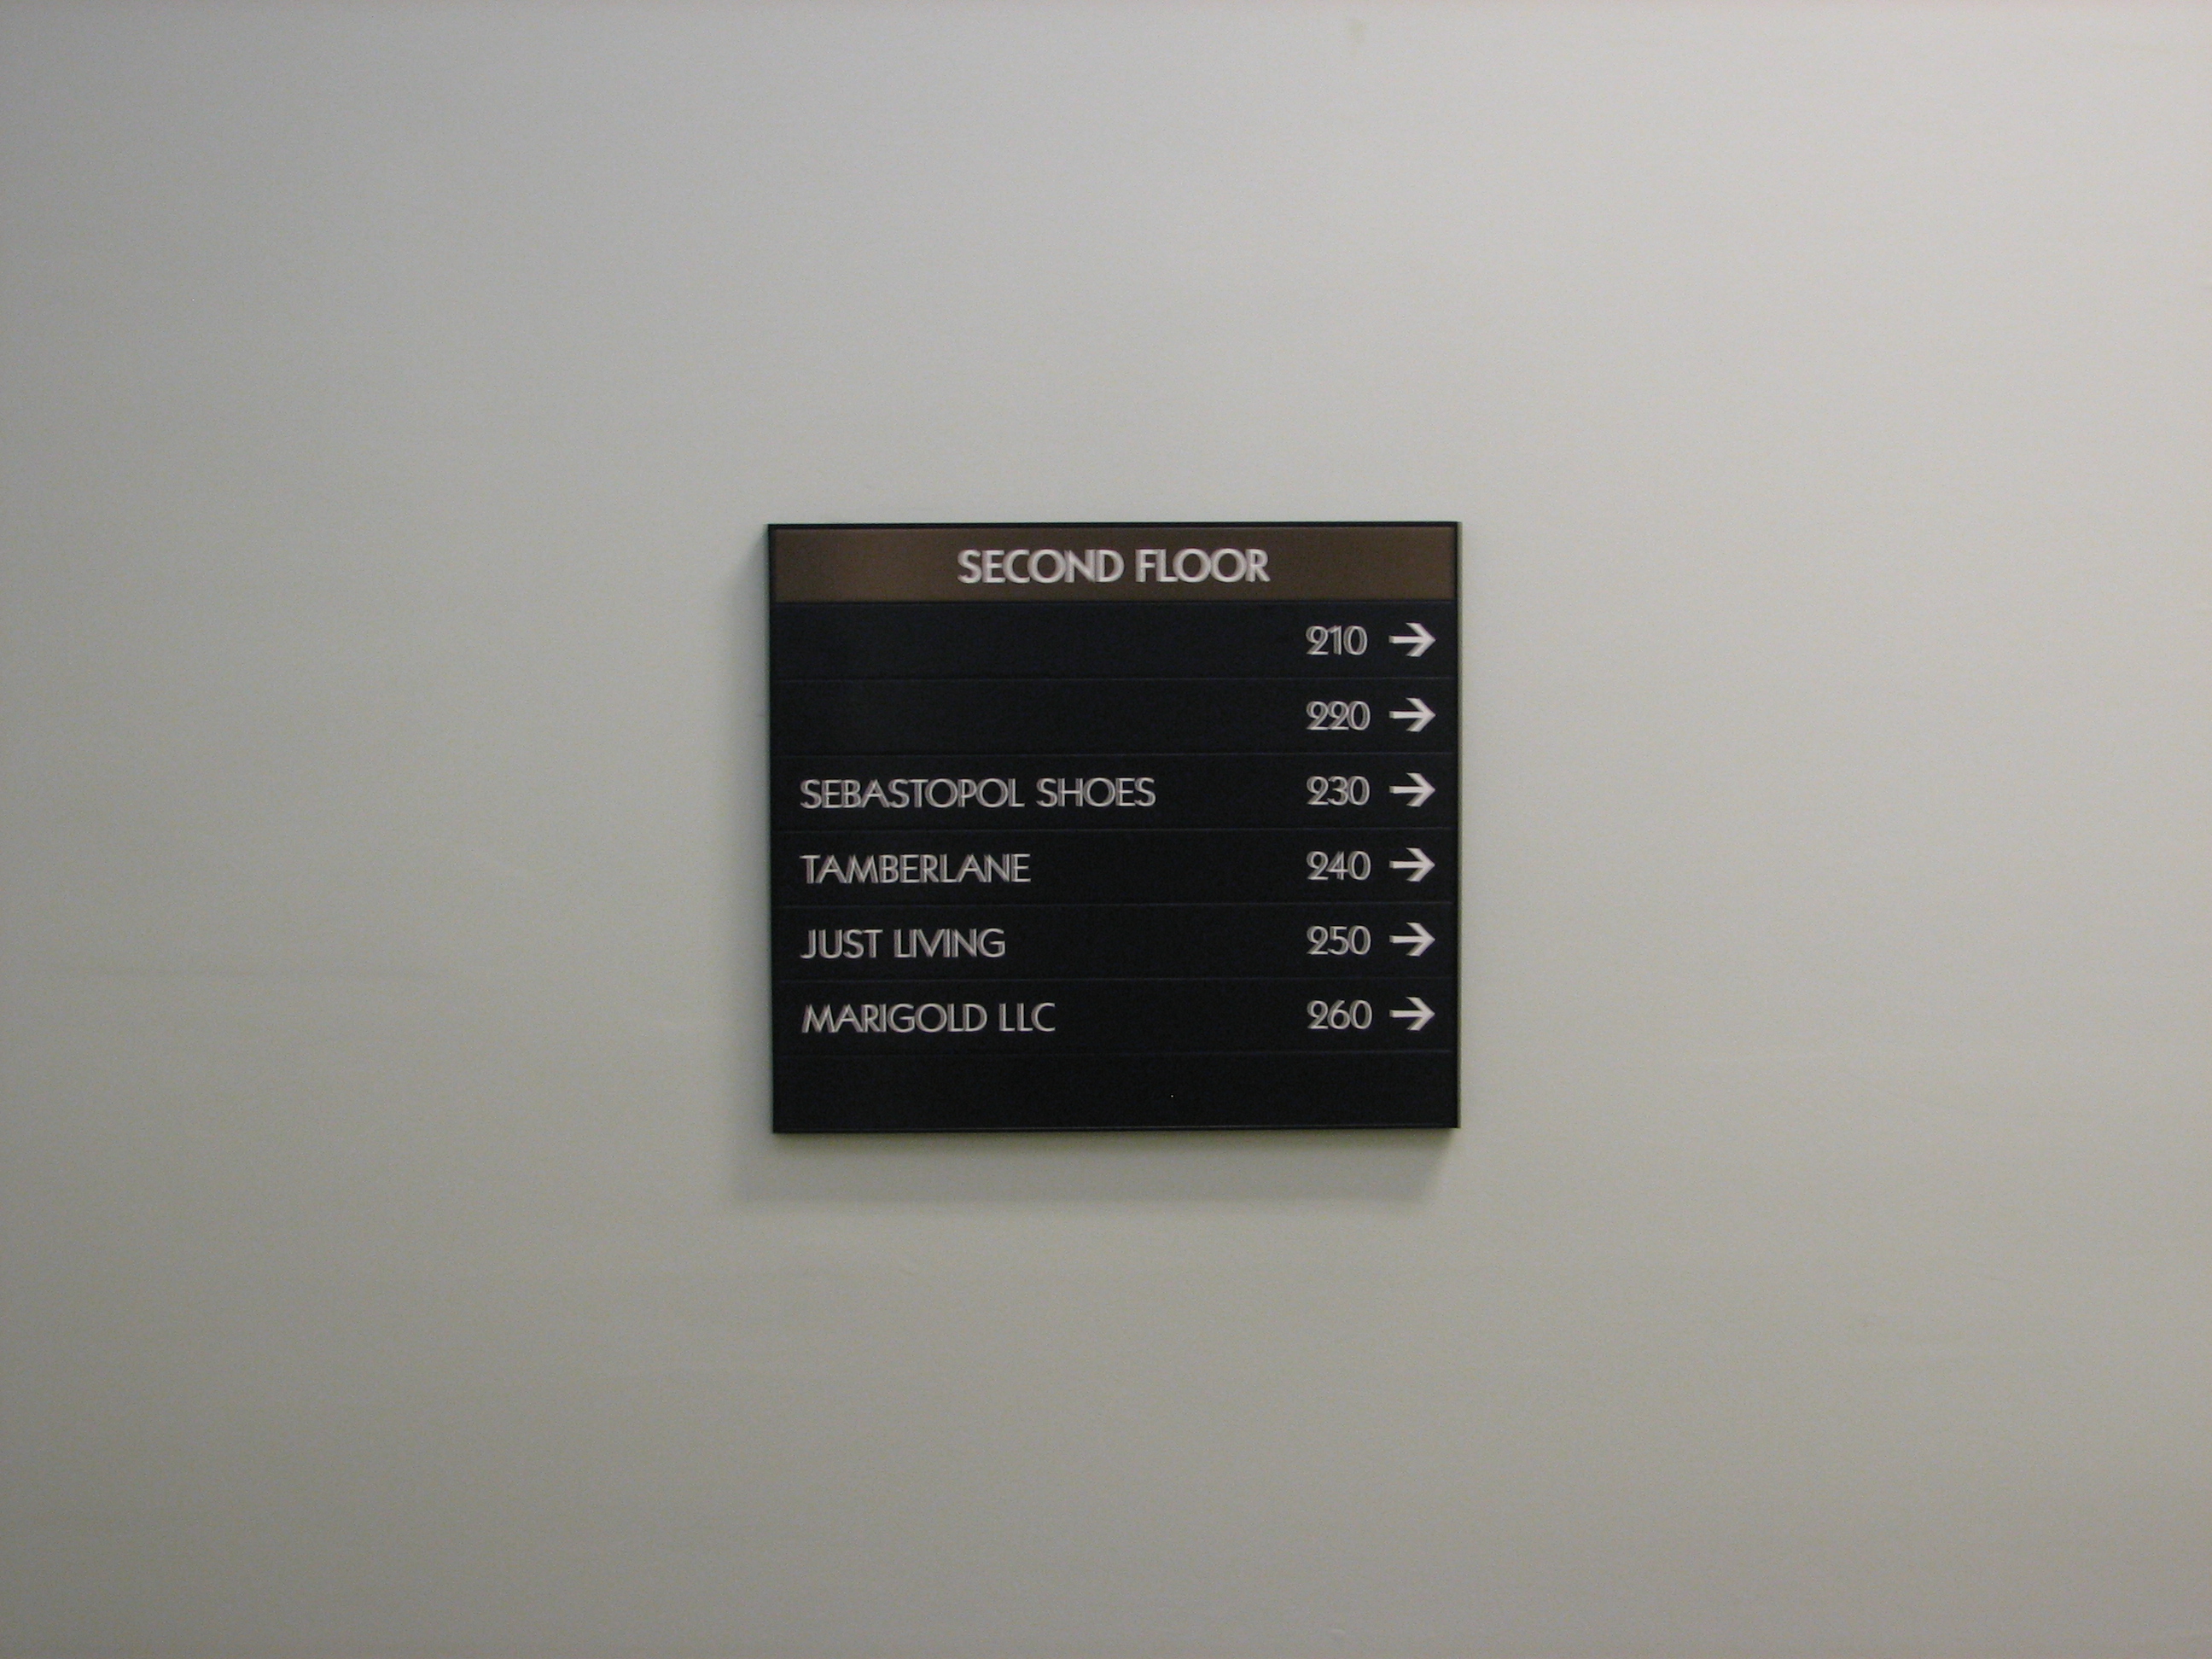 SECOND FLOOR
210 →
220 →
SEBASTOPOL SHOES 230 →
TAMBERLANE 240 →
JUST LIVING 250 →
MARIGOLD LLC 260 →